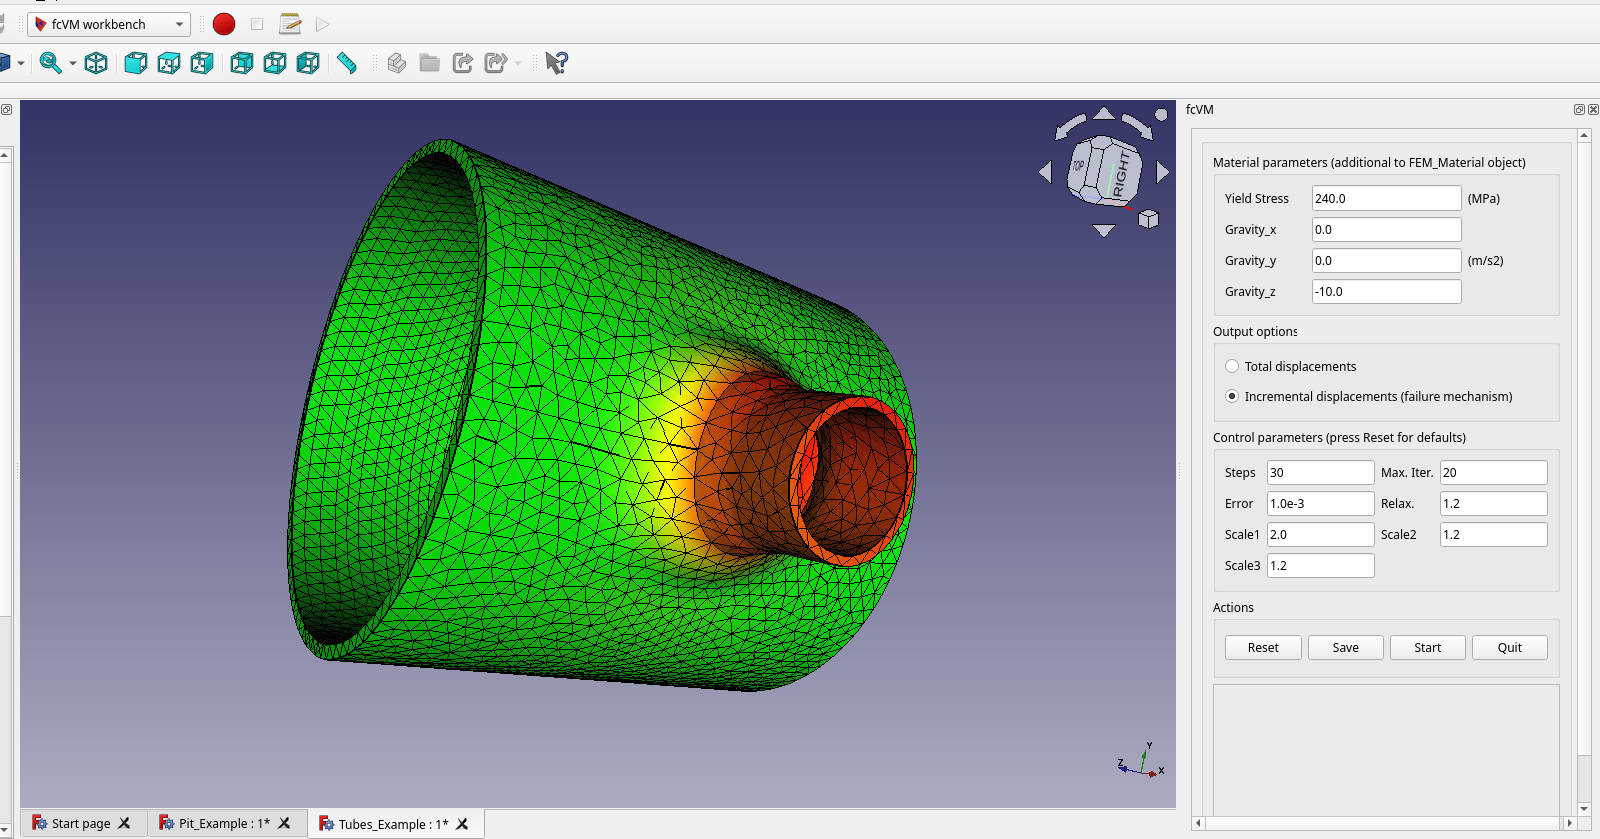 fcVM workbench
fcVM
Material parameters (additional to FEM_Material object)
Yield Stress 240.0 (MPa)
Gravity_x 0.0
Gravity_y 0.0 (m/s2)
Gravity_z -10.0
Output options
Total displacements
Incremental displacements (failure mechanism)
Control parameters (press Reset for defaults)
Steps 30 Max. Iter. 20
Error 1.0e-3 Relax. 1.2
Scale1 2.0 Scale2 1.2
Scale3 1.2
Actions
Reset Save Start Quit
TOP
RIGHT
Y
Z
X
Start page Pit_Example : 1* Tubes_Example : 1*